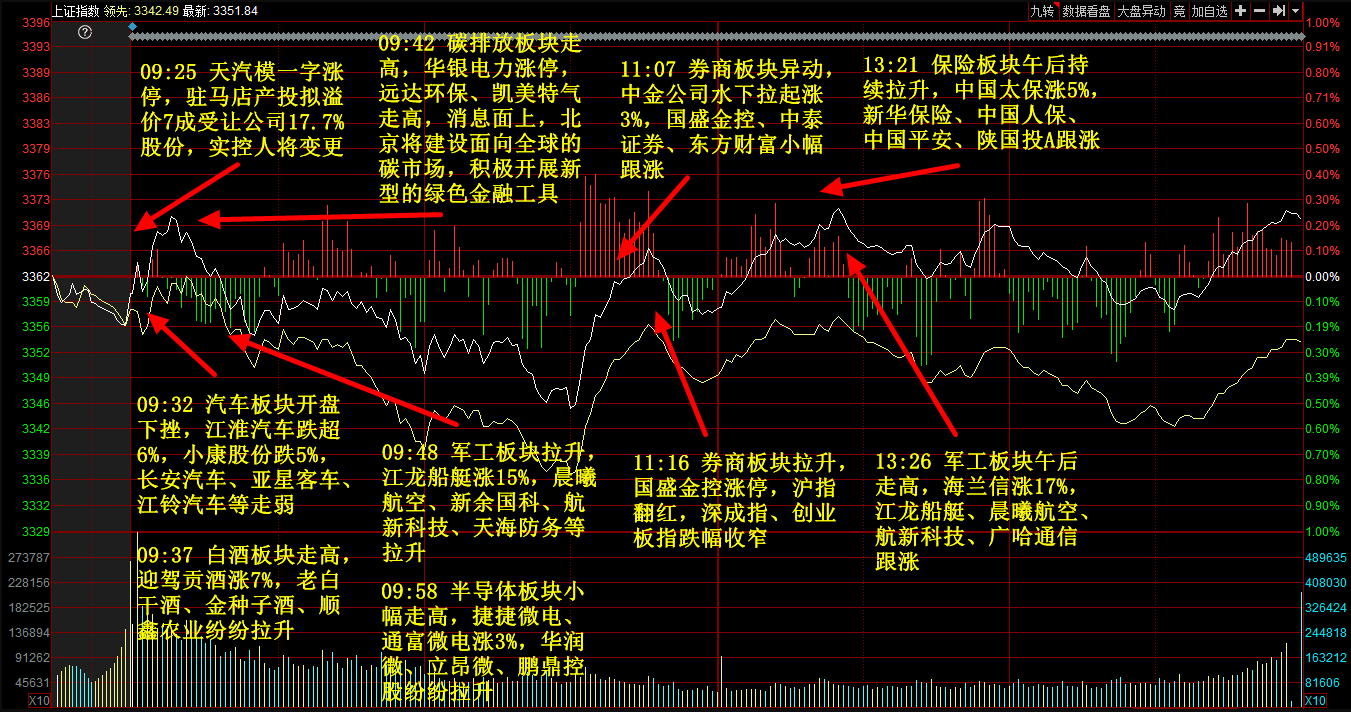 上证指数 领先: 3342.49 最新: 3351.84
九转 数据看盘 大盘异动 竞 加自选
09:25 天汽模一字涨
停，驻马店产投拟溢
价7成受让公司17.7%
股份，实控人将变更
09:42 碳排放板块走
高，华银电力涨停，
远达环保、凯美特气
走高，消息面上，北
京将建设面向全球的
碳市场，积极开展新
型的绿色金融工具
11:07 券商板块异动，
中金公司水下拉起涨
3%，国盛金控、中泰
证券、东方财富小幅
跟涨
13:21 保险板块午后持
续拉升，中国太保涨5%，
新华保险、中国人保、
中国平安、陕国投A跟涨
09:32 汽车板块开盘
下挫，江淮汽车跌超
6%，小康股份跌5%，
长安汽车、亚星客车、
江铃汽车等走弱
09:37 白酒板块走高，
迎驾贡酒涨7%，老白
干酒、金种子酒、顺
鑫农业纷纷拉升
09:48 军工板块拉升，
江龙船艇涨15%，晨曦
航空、新余国科、航
新科技、天海防务等
拉升
09:58 半导体板块小
幅走高，捷捷微电、
通富微电涨3%，华润
微、立昂微、鹏鼎控
股纷纷拉升
11:16 券商板块拉升，
国盛金控涨停，沪指
翻红，深成指、创业
板指跌幅收窄
13:26 军工板块午后
走高，海兰信涨17%，
江龙船艇、晨曦航空、
航新科技、广哈通信
跟涨
3396
3393
3389
3386
3383
3379
3376
3373
3369
3366
3362
3359
3356
3352
3349
3346
3342
3339
3336
3332
3329
273787
228156
182525
136894
91262
45631
X10
1.00%
0.91%
0.80%
0.71%
0.60%
0.50%
0.40%
0.30%
0.20%
0.10%
0.00%
0.10%
0.19%
0.30%
0.39%
0.50%
0.60%
0.70%
0.80%
0.90%
1.00%
489635
408030
326424
244818
163212
81606
X10